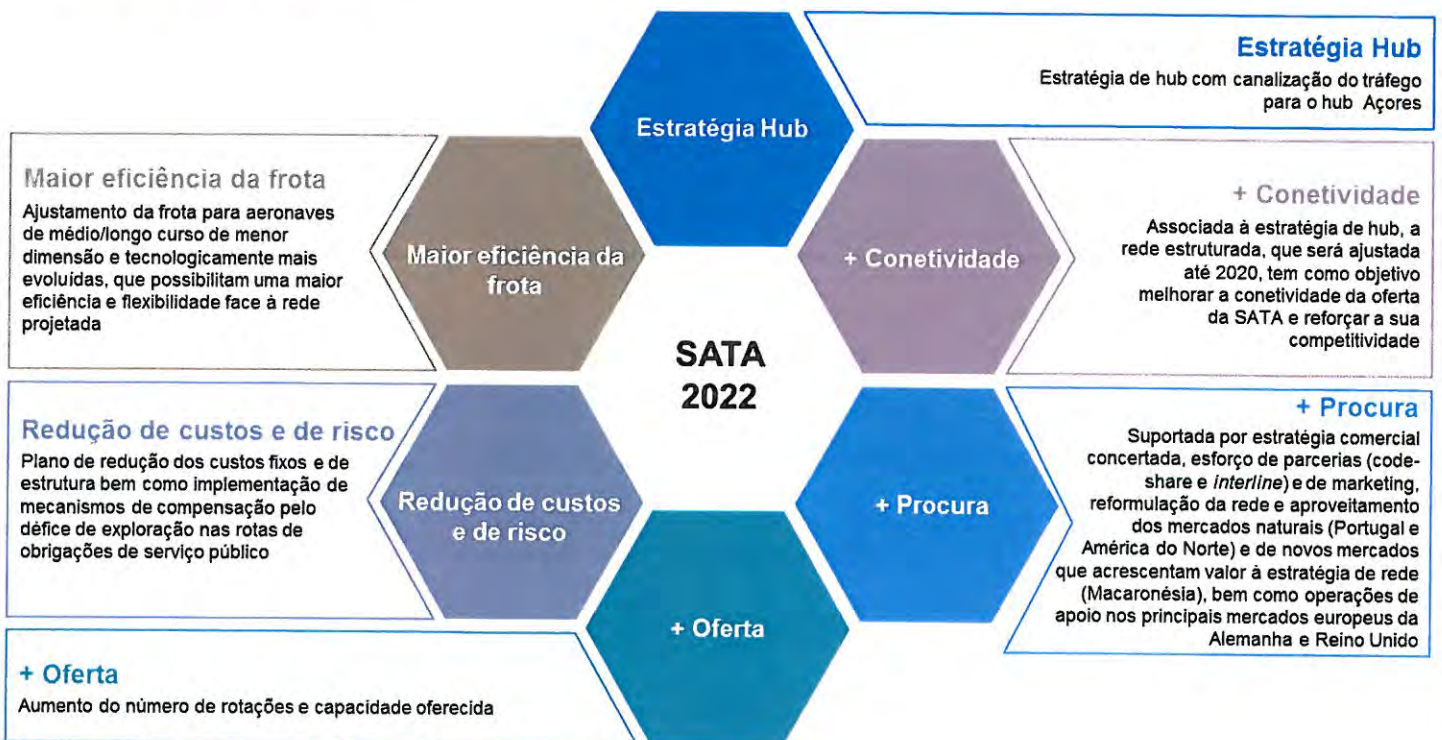 Estratégia Hub
Estratégia de hub com canalização do tráfego
para o hub Açores
Estratégia Hub
Maior eficiência da frota
Ajustamento da frota para aeronaves
de médio/longo curso de menor
dimensão e tecnologicamente mais
evoluídas, que possibilitam uma maior
eficiência e flexibilidade face à rede
projetada
Maior eficiência da
frota
+ Conetividade
+ Conetividade
Associada à estratégia de hub, a
rede estruturada, que será ajustada
até 2020, tem como objetivo
melhorar a conetividade da oferta
da SATA e reforçar a sua
competitividade
SATA
2022
Redução de custos e de risco
Plano de redução dos custos fixos e de
estrutura bem como implementação de
mecanismos de compensação pelo
défice de exploração nas rotas de
obrigações de serviço público
Redução de custos
e de risco
+ Procura
+ Procura
Suportada por estratégia comercial
concertada, esforço de parcerias (code-
share e interline) e de marketing,
reformulação da rede e aproveitamento
dos mercados naturais (Portugal e
América do Norte) e de novos mercados
que acrescentam valor à estratégia de rede
(Macaronésia), bem como operações de
apoio nos principais mercados europeus da
Alemanha e Reino Unido
+ Oferta
+ Oferta
Aumento do número de rotações e capacidade oferecida